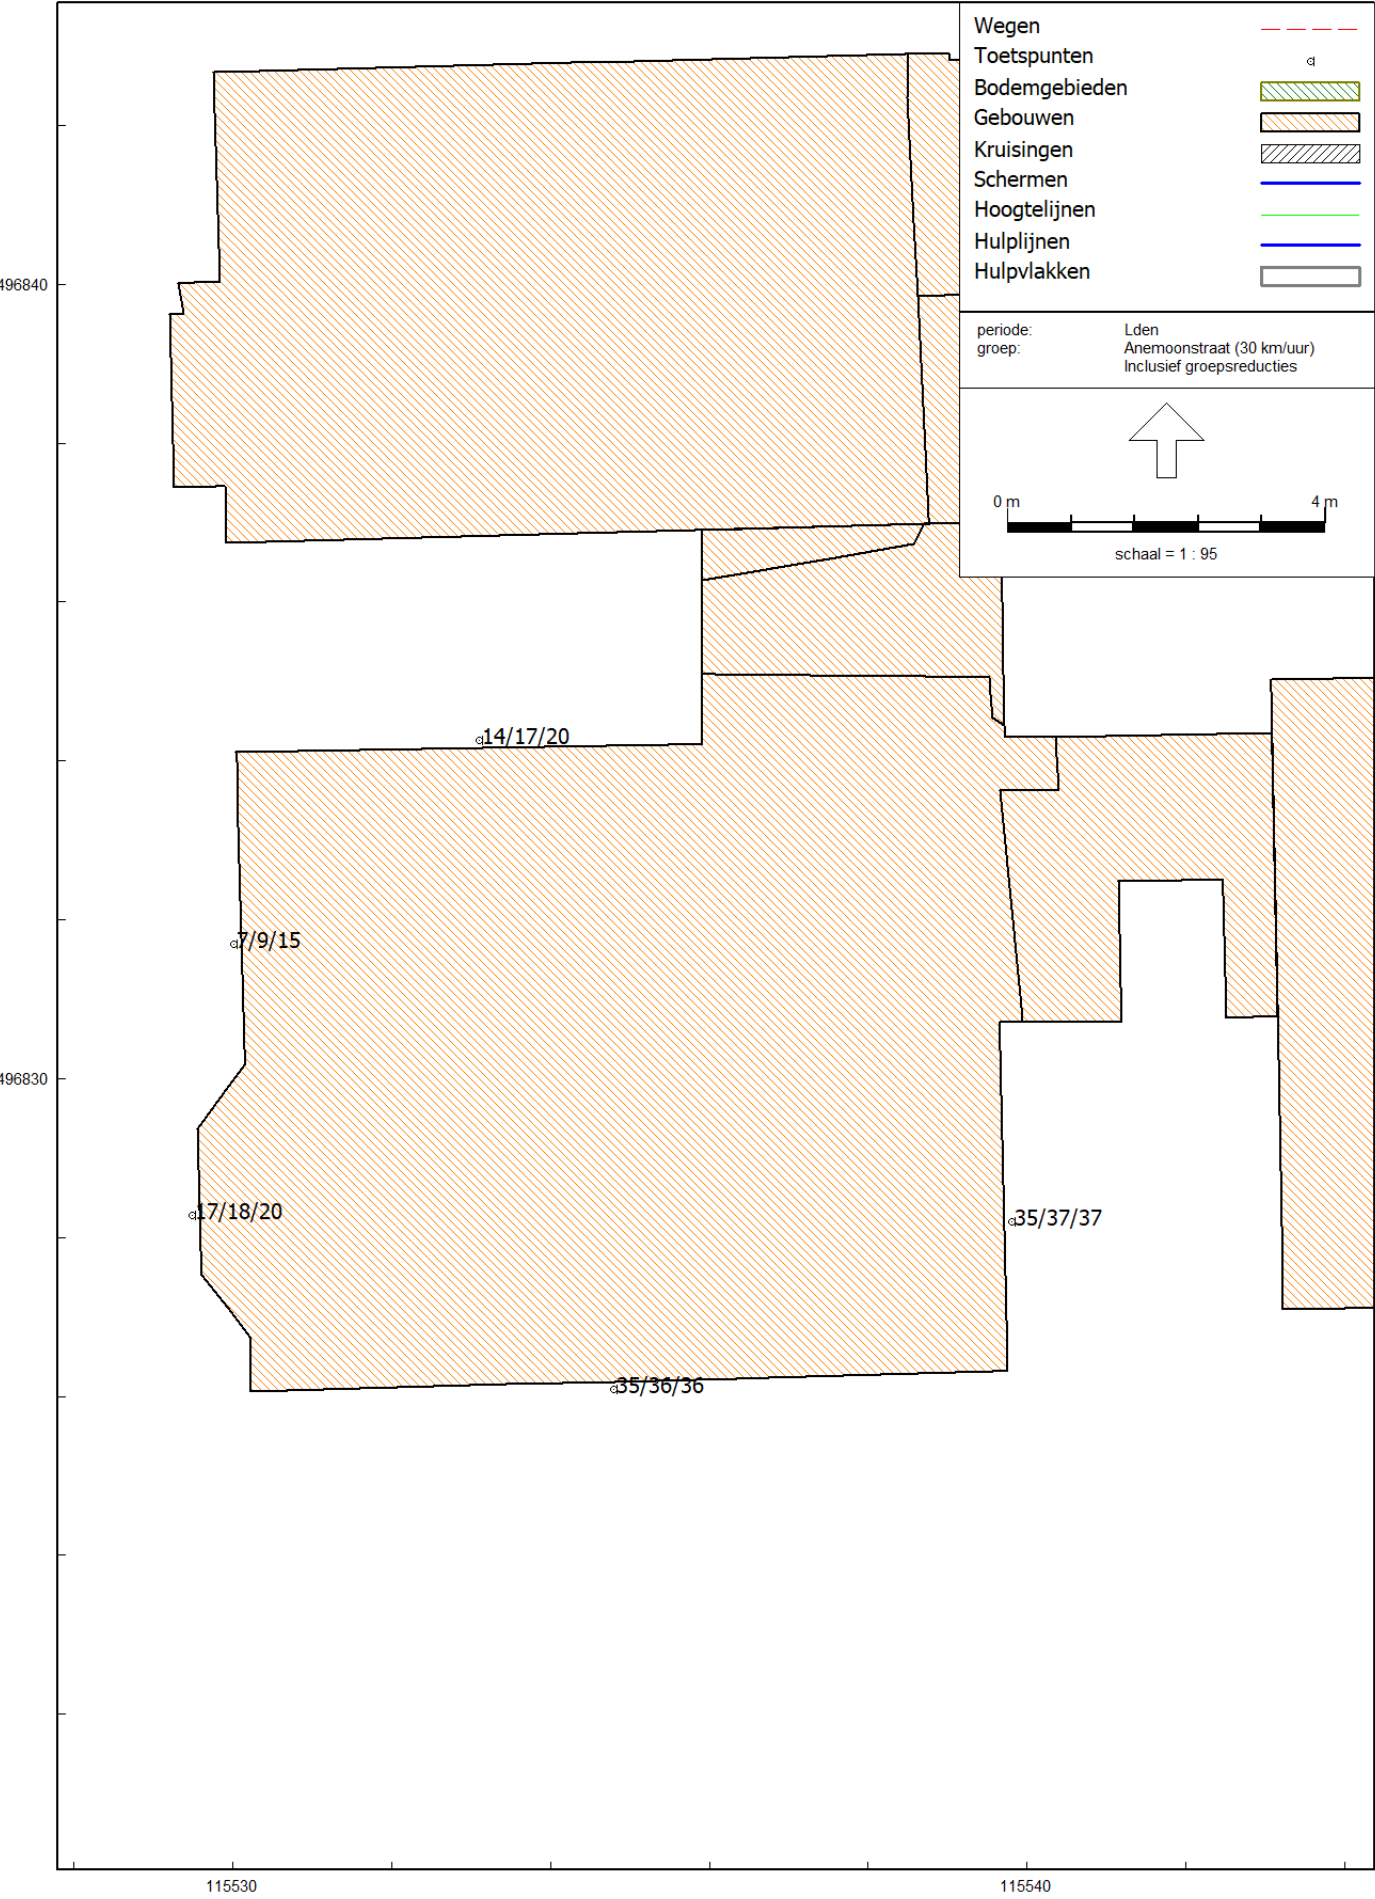 Wegen
Toetspunten
Bodemgebieden
Gebouwen
Kruisingen
Schermen
Hoogtelijnen
Hulplijnen
Hulpvlakken
periode: Lden
groep: Anemoonstraat (30 km/uur)
Inclusief groepsreducties
0 m 4 m
schaal = 1 : 95
496840
14/17/20
7/9/15
496830
17/18/20
35/37/37
35/36/36
115530 115540